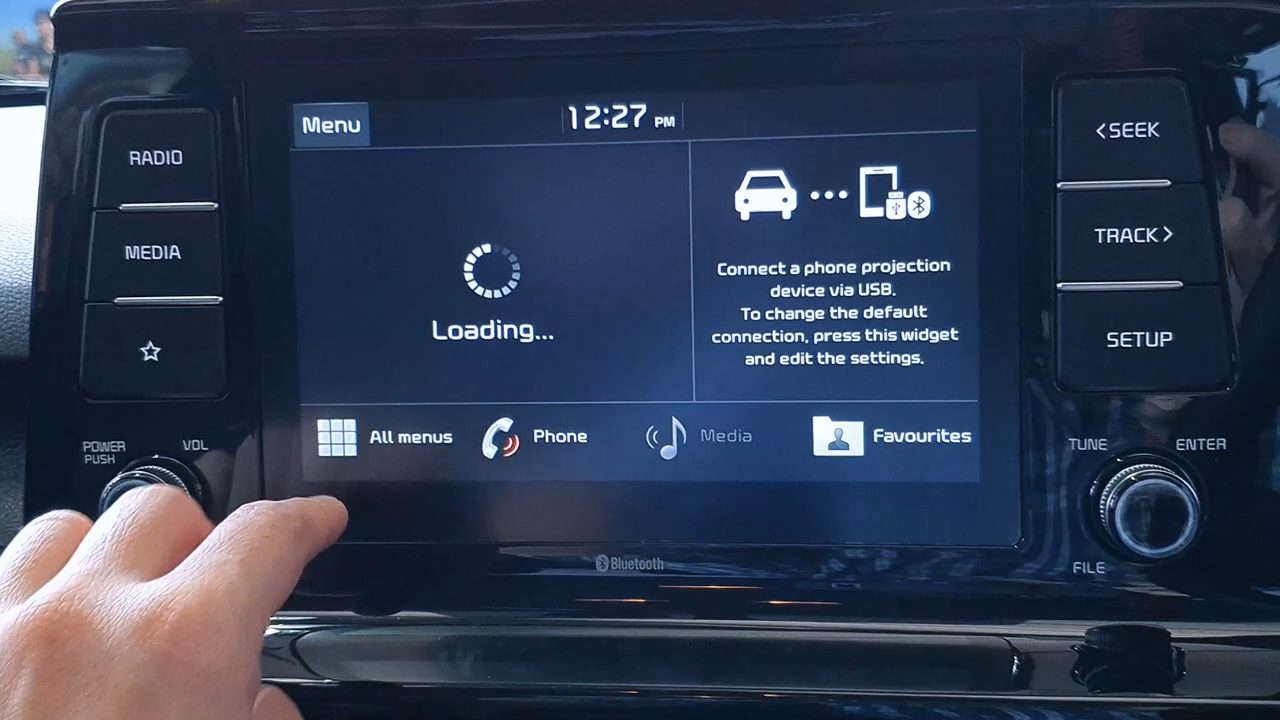 Menu
12:27 PM
RADIO
MEDIA
Loading...
Connect a phone projection
device via USB.
To change the default
connection, press this widget
and edit the settings.
<SEEK
TRACK>
SETUP
All menus
Phone
Media
Favourites
POWER
PUSH
VOL
TUNE
ENTER
FILE
Bluetooth